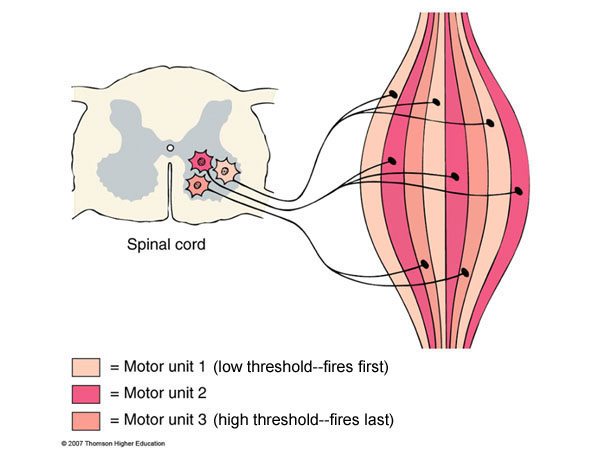 Spinal cord
= Motor unit 1 (low threshold--fires first)
= Motor unit 2
= Motor unit 3 (high threshold--fires last)
© 2007 Thomson Higher Education